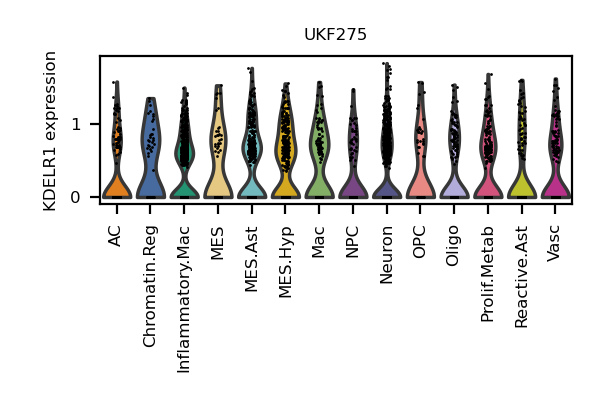 UKF275
KDELR1 expression
1
0
AC
Chromatin.Reg
Inflammatory.Mac
MES
MES.Ast
MES.Hyp
Mac
NPC
Neuron
OPC
Oligo
Prolif.Metab
Reactive.Ast
Vasc